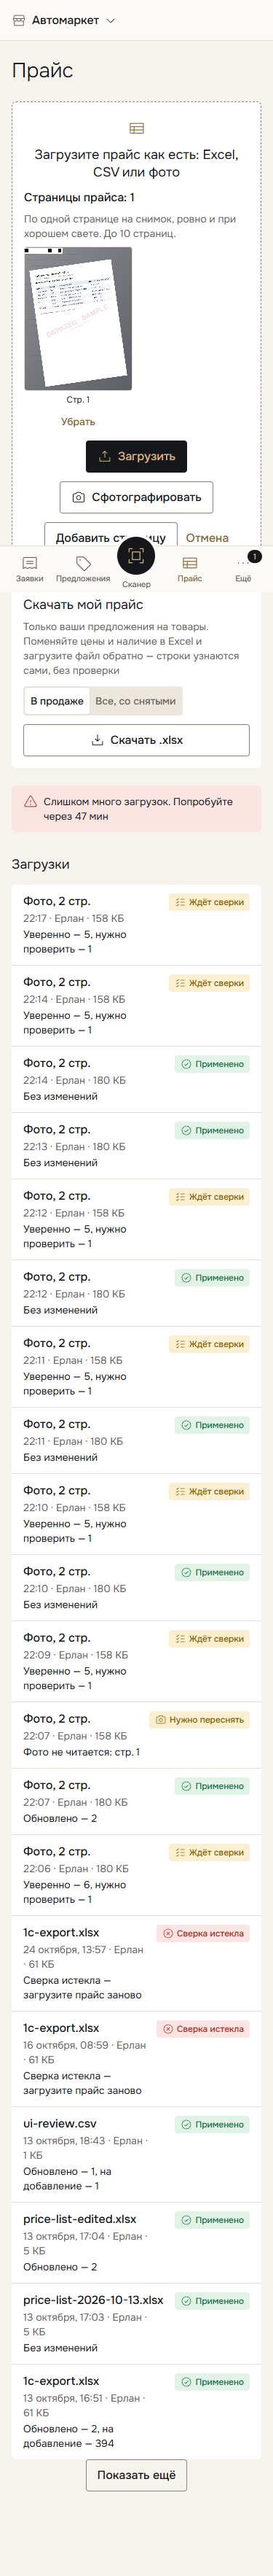 Автомаркет
Прайс
Загрузите прайс как есть: Excel,
CSV или фото
Страницы прайса: 1
По одной странице на снимок, ровно и при
хорошем свете. До 10 страниц.
ОБРАЗЕЦ SAMPLE
Стр. 1
Убрать
Загрузить
Сфотографировать
Добавить цу Отмена
1
Заявки Предложения Сканер Прайс Ещё
Скачать мой прайс
Только ваши предложения на товары.
Поменяйте цены и наличие в Excel и
загрузите файл обратно — строки узнаются
сами, без проверки
В продаже Все, со снятыми
Скачать .xlsx
Слишком много загрузок. Попробуйте
через 47 мин
Загрузки
Фото, 2 стр. Ждёт сверки
22:17 · Ерлан · 158 КБ
Уверенно — 5, нужно
проверить — 1
Фото, 2 стр. Ждёт сверки
22:14 · Ерлан · 158 КБ
Уверенно — 5, нужно
проверить — 1
Фото, 2 стр. Применено
22:14 · Ерлан · 180 КБ
Без изменений
Фото, 2 стр. Применено
22:13 · Ерлан · 180 КБ
Без изменений
Фото, 2 стр. Ждёт сверки
22:12 · Ерлан · 158 КБ
Уверенно — 5, нужно
проверить — 1
Фото, 2 стр. Применено
22:12 · Ерлан · 180 КБ
Без изменений
Фото, 2 стр. Ждёт сверки
22:11 · Ерлан · 158 КБ
Уверенно — 5, нужно
проверить — 1
Фото, 2 стр. Применено
22:11 · Ерлан · 180 КБ
Без изменений
Фото, 2 стр. Ждёт сверки
22:10 · Ерлан · 158 КБ
Уверенно — 5, нужно
проверить — 1
Фото, 2 стр. Применено
22:10 · Ерлан · 180 КБ
Без изменений
Фото, 2 стр. Ждёт сверки
22:09 · Ерлан · 158 КБ
Уверенно — 5, нужно
проверить — 1
Фото, 2 стр. Нужно переснять
22:07 · Ерлан · 158 КБ
Фото не читается: стр. 1
Фото, 2 стр. Применено
22:07 · Ерлан · 180 КБ
Обновлено — 2
Фото, 2 стр. Ждёт сверки
22:06 · Ерлан · 180 КБ
Уверенно — 6, нужно
проверить — 1
1c-export.xlsx Сверка истекла
24 октября, 13:57 · Ерлан
· 61 КБ
Сверка истекла —
загрузите прайс заново
1c-export.xlsx Сверка истекла
16 октября, 08:59 · Ерлан
· 61 КБ
Сверка истекла —
загрузите прайс заново
ui-review.csv Применено
13 октября, 18:43 · Ерлан ·
1 КБ
Обновлено — 1, на
добавление — 1
price-list-edited.xlsx Применено
13 октября, 17:04 · Ерлан ·
5 КБ
Обновлено — 2
price-list-2026-10-13.xlsx Применено
13 октября, 17:03 · Ерлан ·
5 КБ
Без изменений
1c-export.xlsx Применено
13 октября, 16:51 · Ерлан ·
61 КБ
Обновлено — 2, на
добавление — 394
Показать ещё